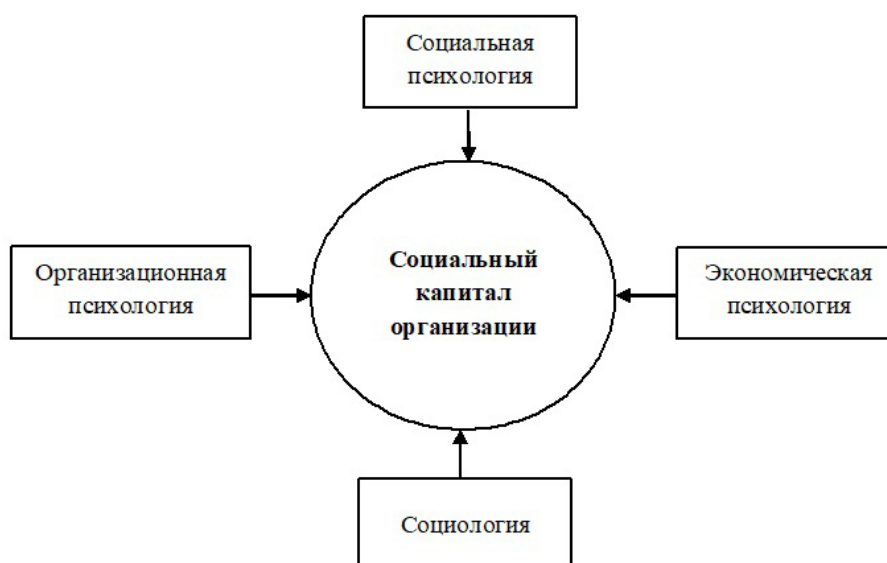 Социальная
психология
Организационная
психология
Социальный
капитал
организации
Экономическая
психология
Социология